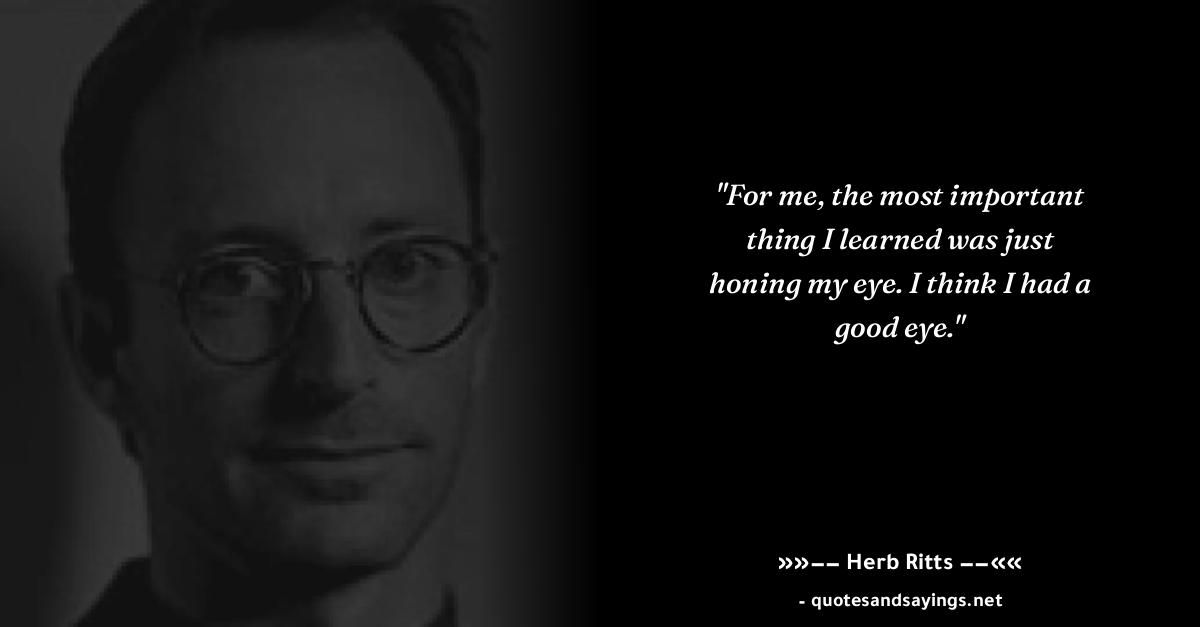 "For me, the most important
thing I learned was just
honing my eye. I think I had a
good eye."
»»−− Herb Ritts −−««
- quotesandsayings.net